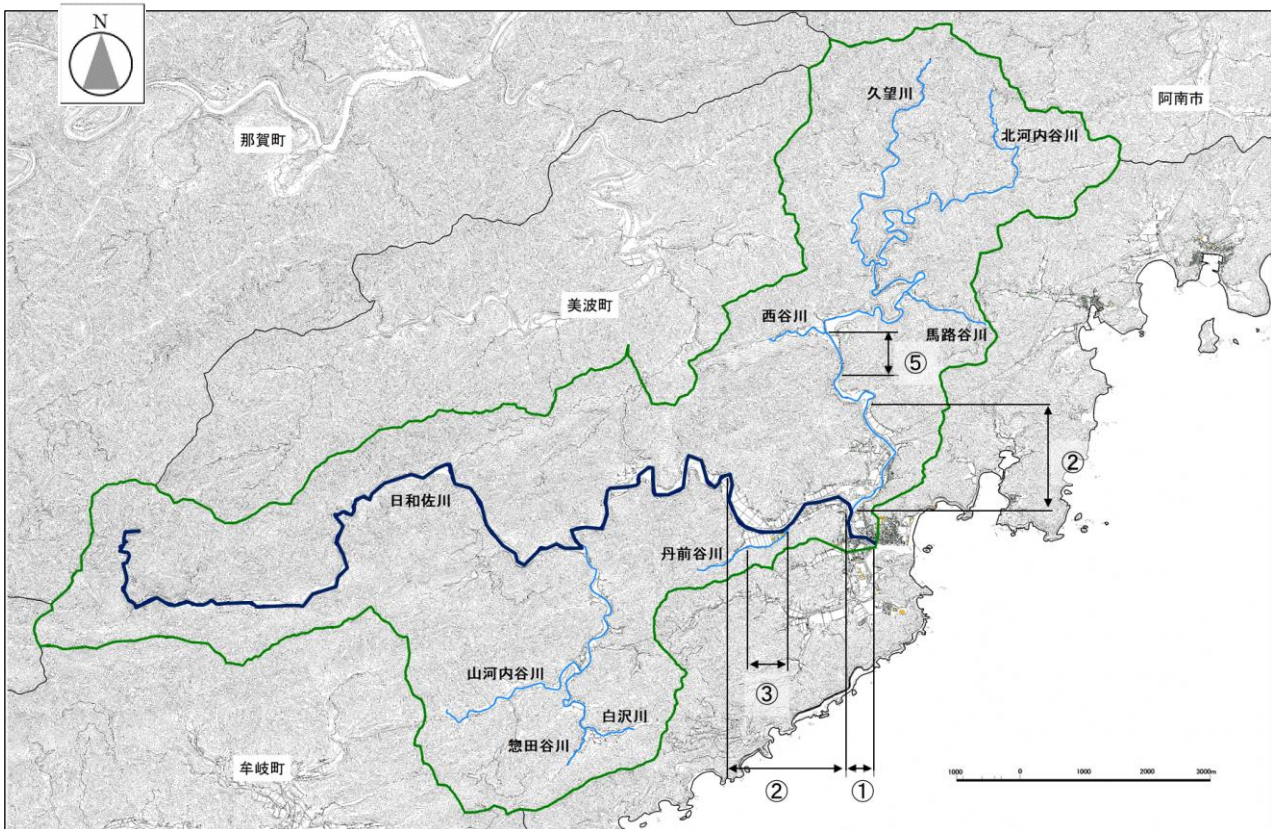 N
久望川
阿南市
北河内谷川
那賀町
美波町
西谷川
馬路谷川
⑤
②
日和佐川
丹前谷川
山河内谷川
③
白沢川
惣田谷川
牟岐町
②
①
1000 0 1000 2000 3000m